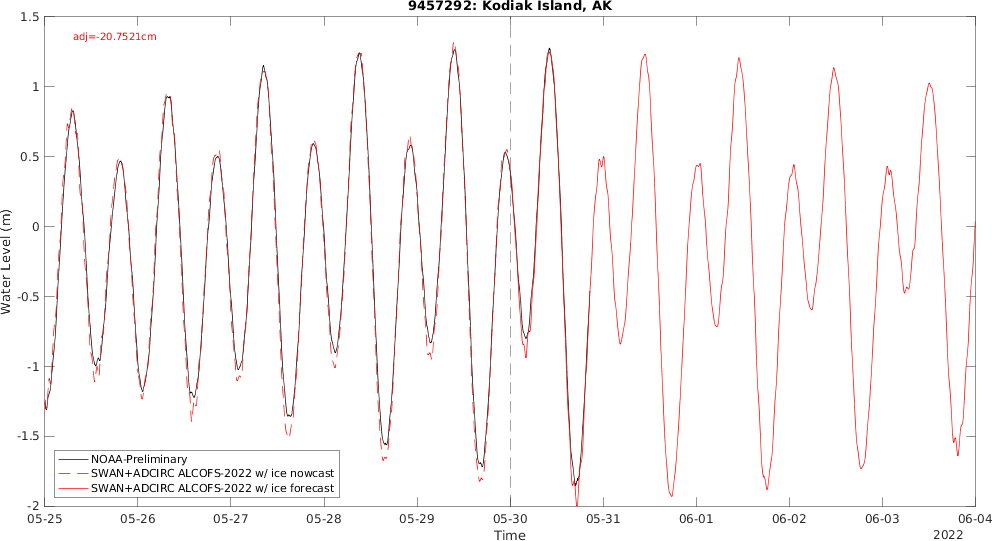 9457292: Kodiak Island, AK
adj=-20.7521cm
Water Level (m)
1.5
1
0.5
0
-0.5
-1
-1.5
-2
NOAA-Preliminary
SWAN+ADCIRC ALCOFS-2022 w/ ice nowcast
SWAN+ADCIRC ALCOFS-2022 w/ ice forecast
05-25 05-26 05-27 05-28 05-29 05-30 05-31 06-01 06-02 06-03 06-04
Time
2022